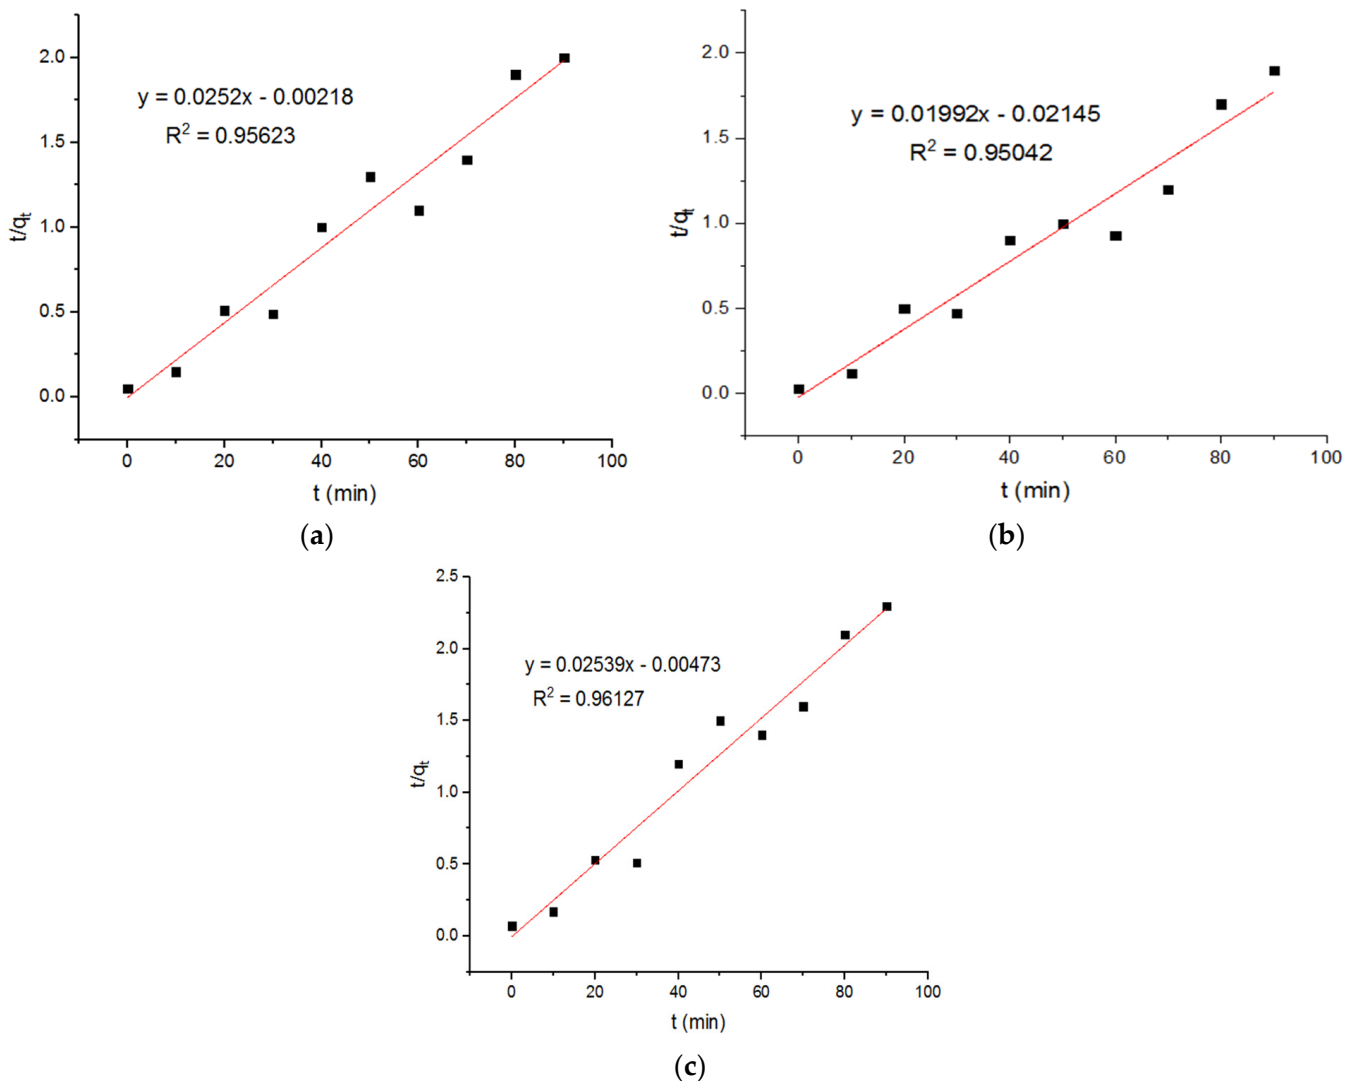 2.0
1.5
1.0
0.5
0.0
t/qt
y = 0.0252x - 0.00218
R² = 0.95623
0 20 40 60 80 100
t (min)
(a)
2.0
1.5
1.0
0.5
0.0
t/qt
y = 0.01992x - 0.02145
R² = 0.95042
0 20 40 60 80 100
t (min)
(b)
2.5
2.0
1.5
1.0
0.5
0.0
t/qt
y = 0.02539x - 0.00473
R² = 0.96127
0 20 40 60 80 100
t (min)
(c)